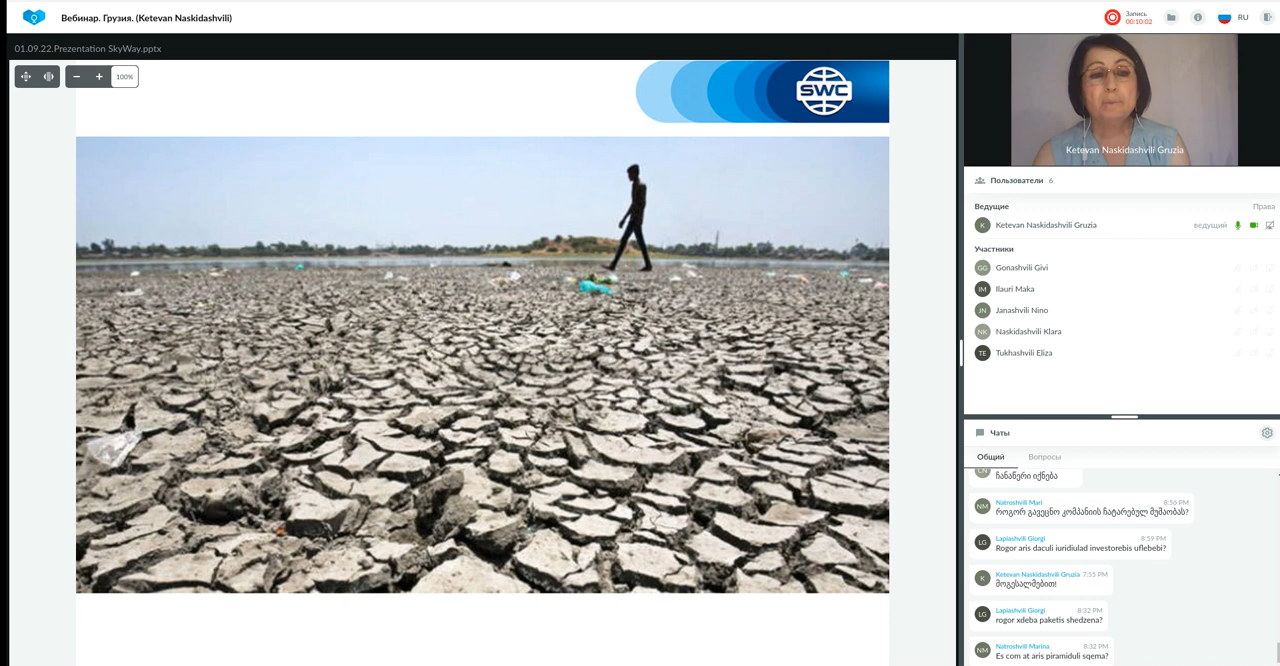 Вебинар. Грузия. (Ketevan Naskidashvili)
Запись
00:10:02
RU
01.09.22.Prezentation SkyWay.pptx
100%
SWC
Ketevan Naskidashvili Gruzia
Пользователи 6
Ведущие Права
K Ketevan Naskidashvili Gruzia ведущий
Участники
GG Gonashvili Givi
IM Ilauri Maka
JN Janashvili Nino
NK Naskidashvili Klara
TE Tukhashvili Eliza
Чаты
Общий Вопросы
CN ჩანაწერი იქნება
NM Natroshvili Mari 8:56 PM
როგორ გავეცნო კომპანიის ჩატარებულ მუშაობას?
LG Lapiashvili Giorgi 8:59 PM
Rogor aris daculi iuridiulad investorebis uflebebi?
K Ketevan Naskidashvili Gruzia 7:55 PM
მოგესალმებით!
LG Lapiashvili Giorgi 8:32 PM
rogor xdeba paketis shedzena?
NM Natroshvili Marina 8:32 PM
Es com at aris piramiduli sqema?